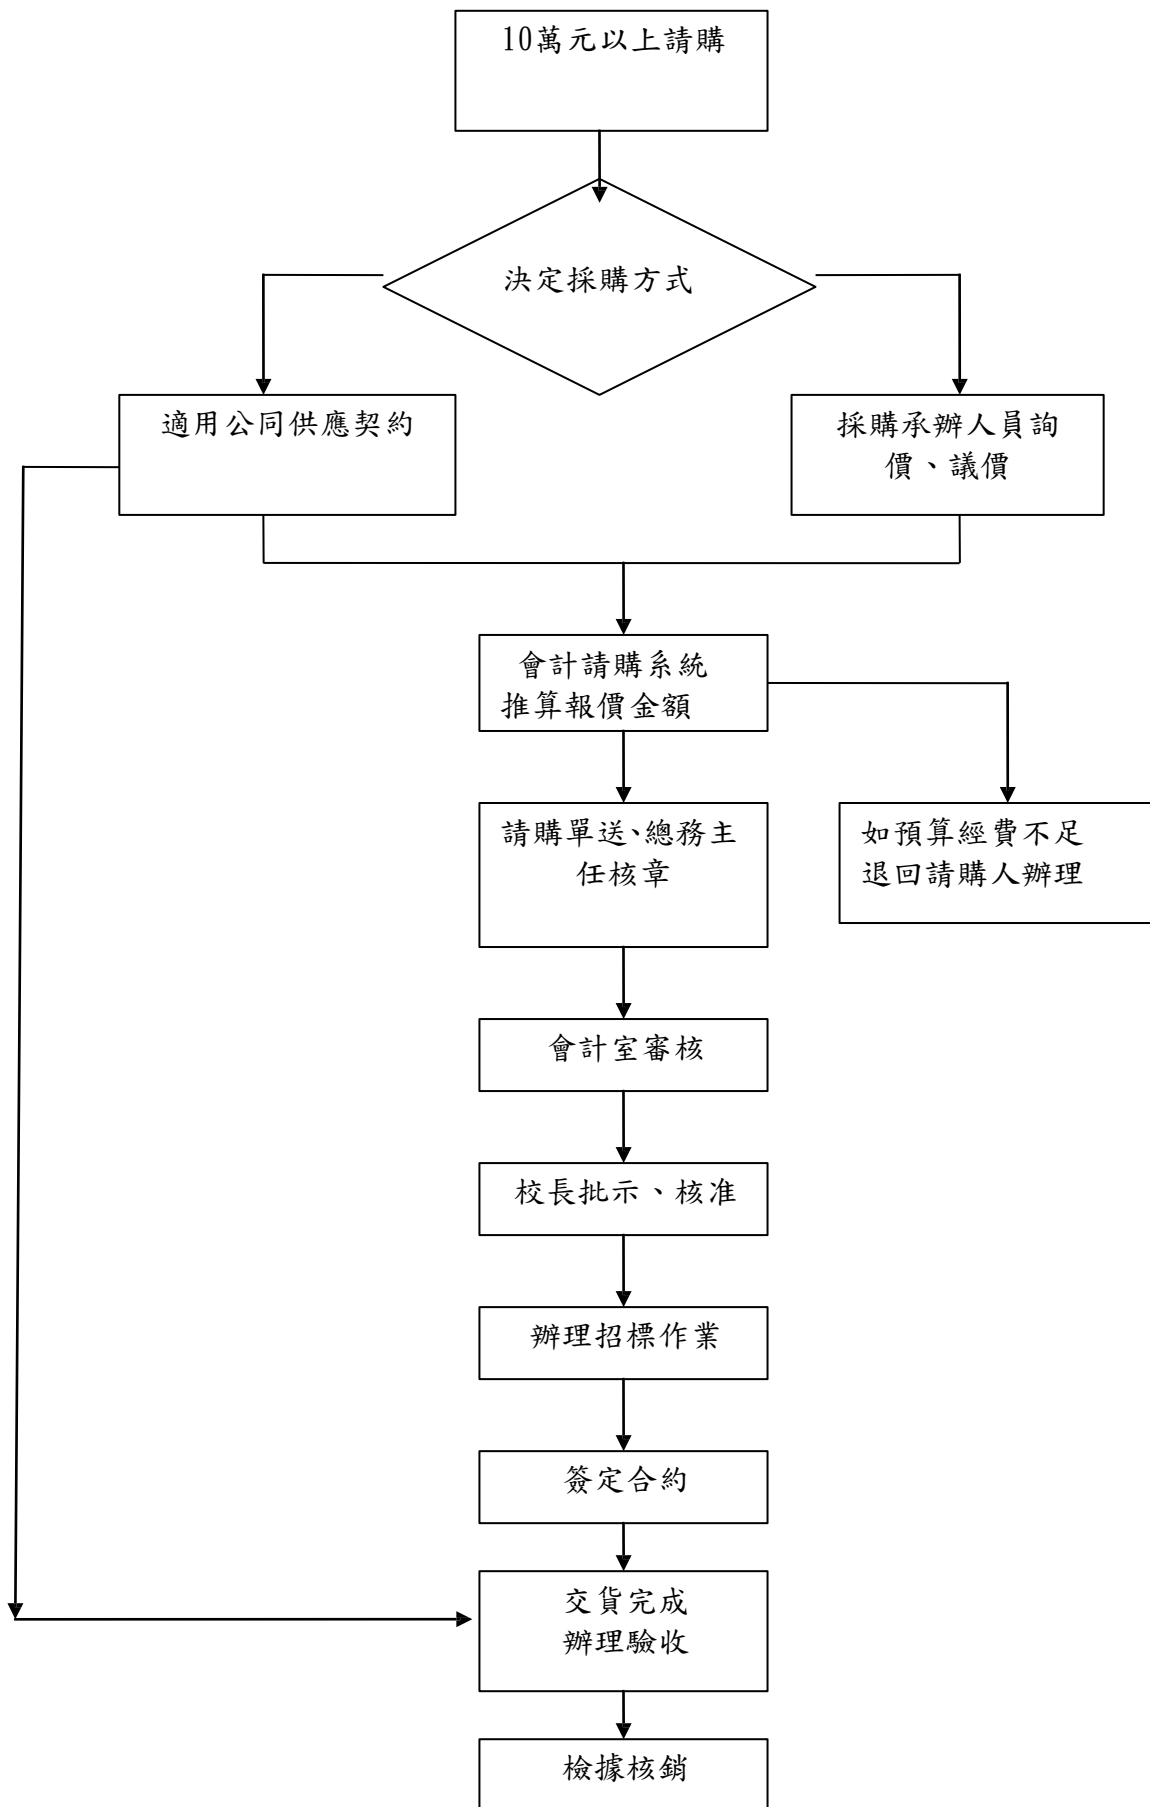 10萬元以上請購
決定採購方式
適用公同供應契約
採購承辦人員詢
價、議價
會計請購系統
推算報價金額
請購單送、總務主
任核章
如預算經費不足
退回請購人辦理
會計室審核
校長批示、核准
辦理招標作業
簽定合約
交貨完成
辦理驗收
檢據核銷